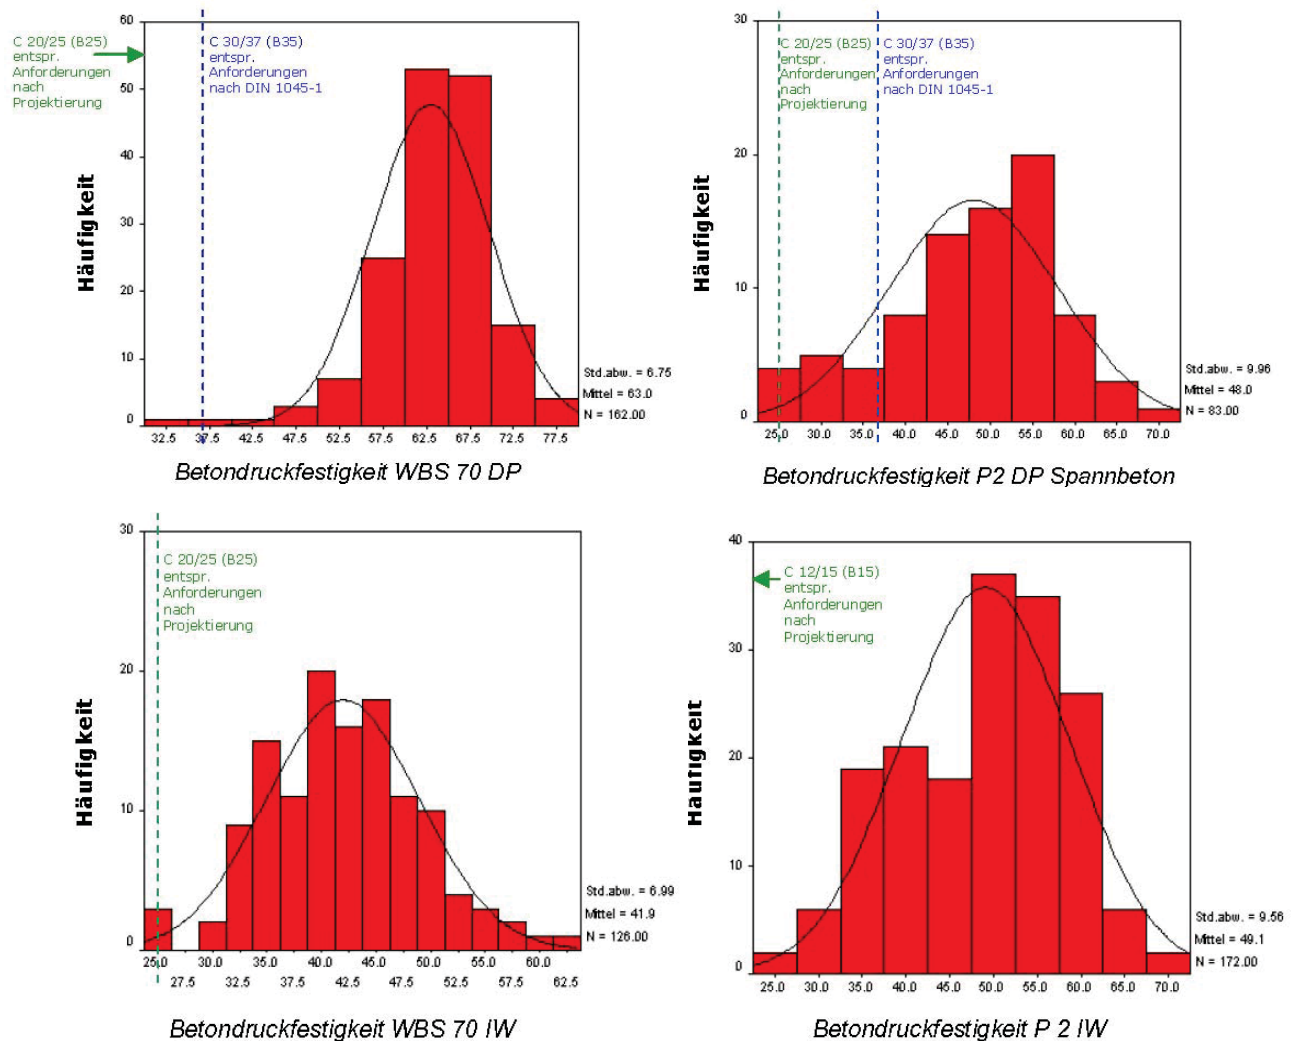 C 20/25 (B25)
entspr.
Anforderungen
nach
Projektierung
C 30/37 (B35)
entspr.
Anforderungen
nach DIN 1045-1
60
50
40
30
20
10
0
Häufigkeit
32.5 37.5 42.5 47.5 52.5 57.5 62.5 67.5 72.5 77.5
Std.abw. = 6.75
Mittel = 63.0
N = 162.00
Betondruckfestigkeit WBS 70 DP
C 20/25 (B25)
entspr.
Anforderungen
nach
Projektierung
C 30/37 (B35)
entspr.
Anforderungen
nach DIN 1045-1
30
20
10
0
Häufigkeit
25.0 30.0 35.0 40.0 45.0 50.0 55.0 60.0 65.0 70.0
Std.abw. = 9.96
Mittel = 48.0
N = 83.00
Betondruckfestigkeit P2 DP Spannbeton
C 20/25 (B25)
entspr.
Anforderungen
nach
Projektierung
30
20
10
0
Häufigkeit
25.0 30.0 35.0 40.0 45.0 50.0 55.0 60.0
27.5 32.5 37.5 42.5 47.5 52.5 57.5 62.5
Std.abw. = 6.99
Mittel = 41.9
N = 126.00
Betondruckfestigkeit WBS 70 IW
C 12/15 (B15)
entspr.
Anforderungen
nach
Projektierung
40
30
20
10
0
Häufigkeit
25.0 30.0 35.0 40.0 45.0 50.0 55.0 60.0 65.0 70.0
Std.abw. = 9.56
Mittel = 49.1
N = 172.00
Betondruckfestigkeit P 2 IW